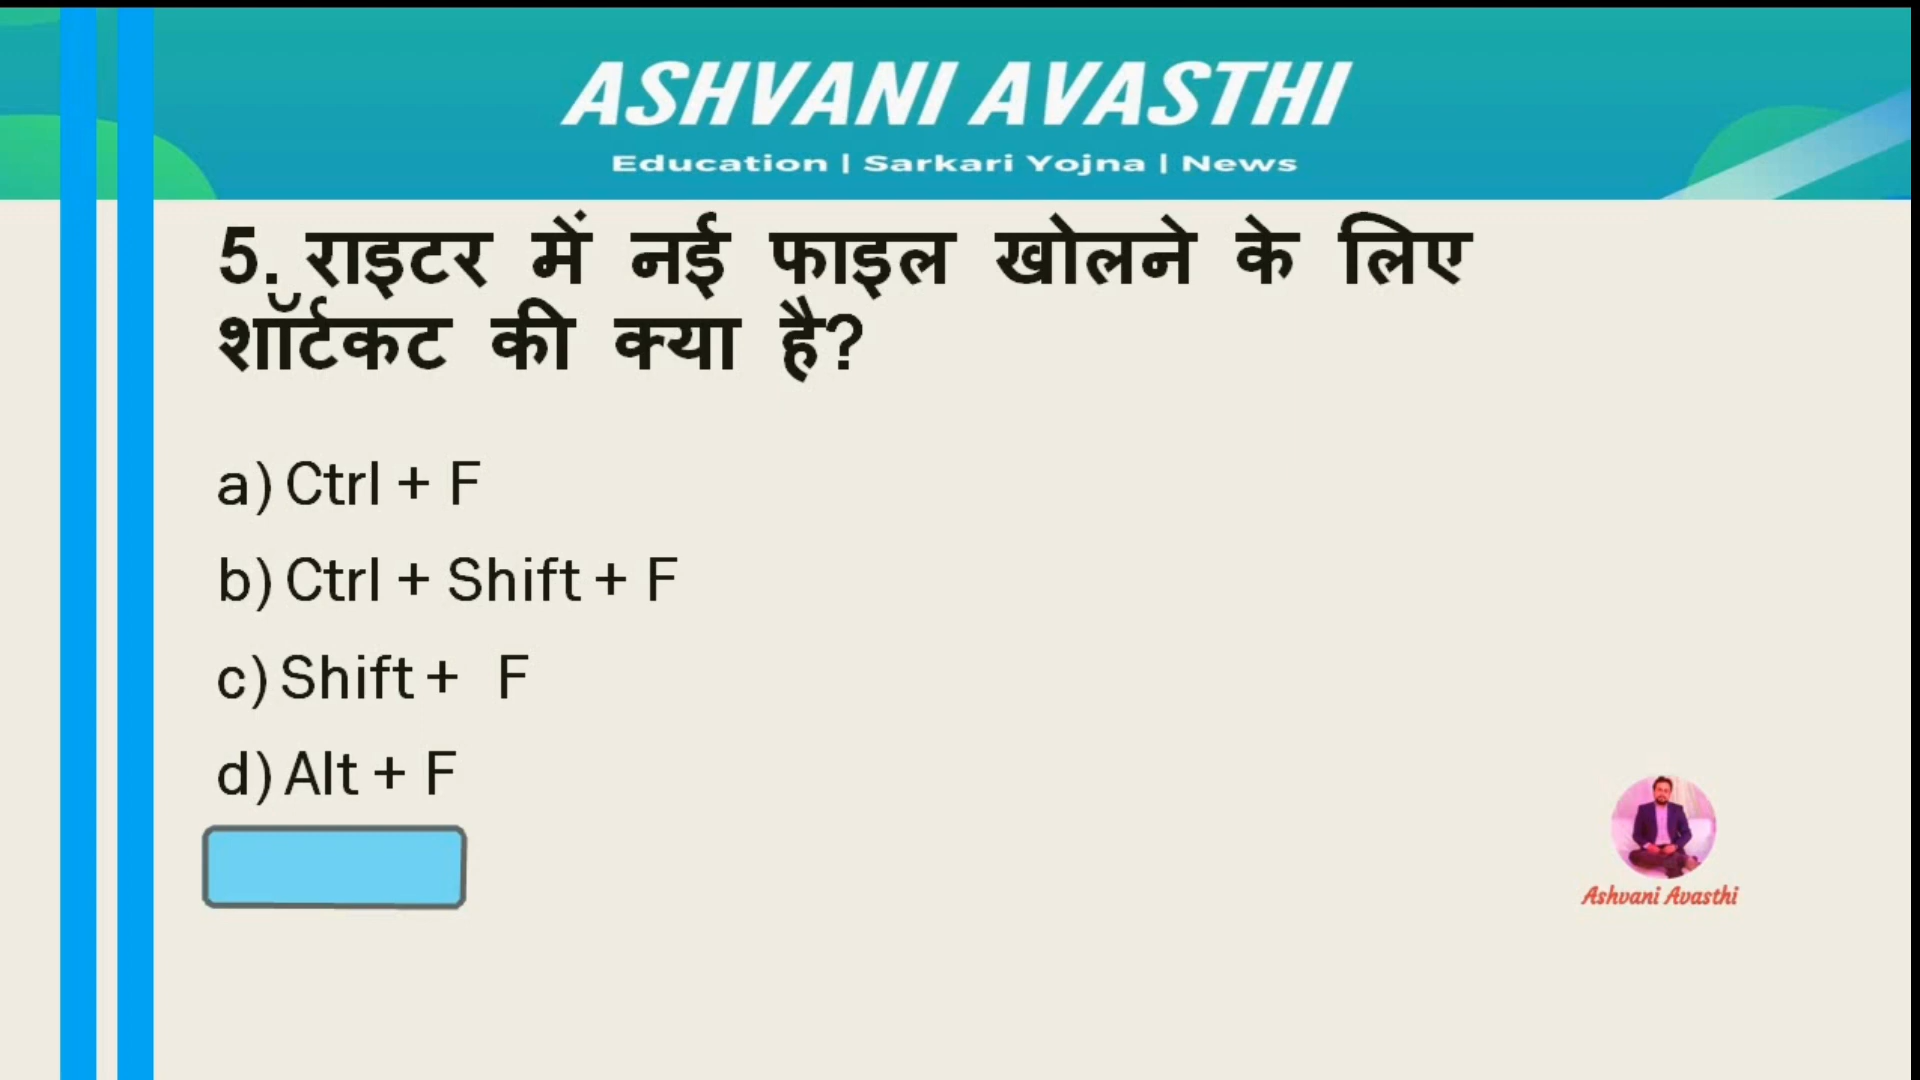 ASHVANI AVASTHI
Education | Sarkari Yojna | News
5. राइटर में नई फाइल खोलने के लिए
शॉर्टकट की क्या है?
a) Ctrl + F
b) Ctrl + Shift + F
c) Shift + F
d) Alt + F
Ashvani Avasthi